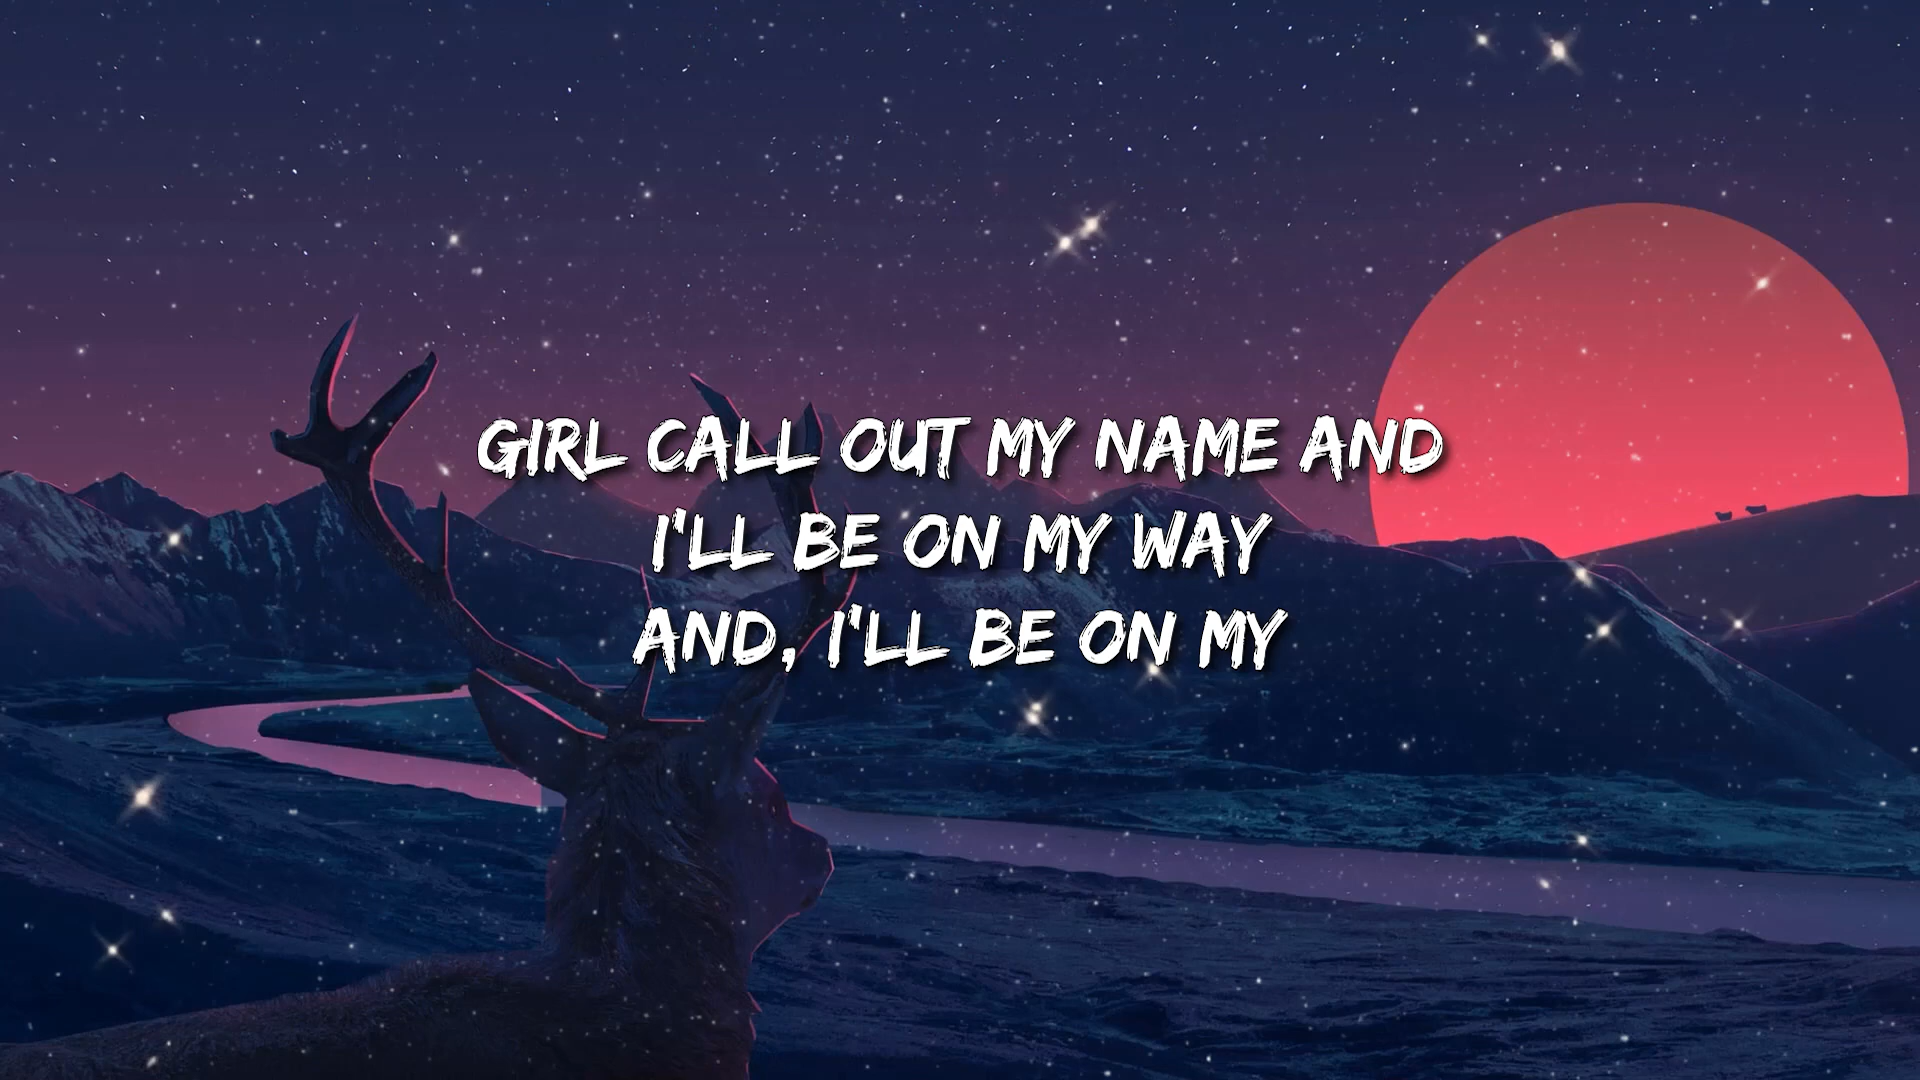 GIRL CALL OUT MY NAME AND
I'LL BE ON MY WAY
AND, I'LL BE ON MY